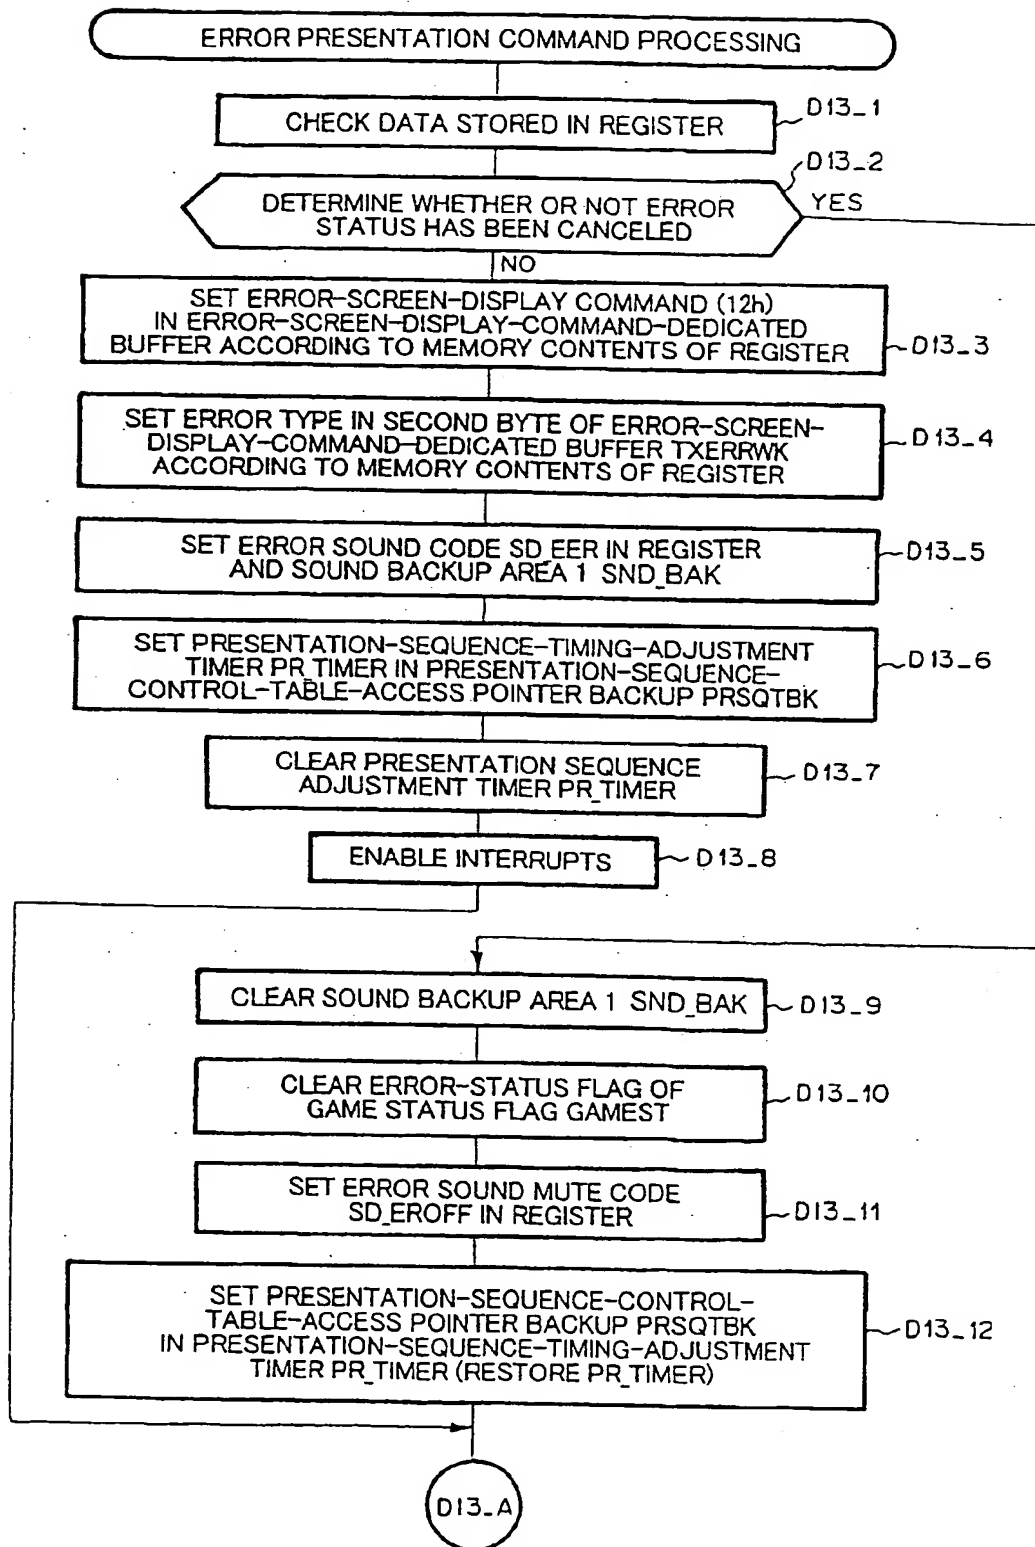 ERROR PRESENTATION COMMAND PROCESSING
CHECK DATA STORED IN REGISTER
D13_1
D13_2
DETERMINE WHETHER OR NOT ERROR
STATUS HAS BEEN CANCELED
YES
NO
SET ERROR-SCREEN-DISPLAY COMMAND (12h)
IN ERROR-SCREEN-DISPLAY-COMMAND-DEDICATED
BUFFER ACCORDING TO MEMORY CONTENTS OF REGISTER
D13_3
SET ERROR TYPE IN SECOND BYTE OF ERROR-SCREEN-
DISPLAY-COMMAND-DEDICATED BUFFER TXERRWK
ACCORDING TO MEMORY CONTENTS OF REGISTER
D13_4
SET ERROR SOUND CODE SD_EER IN REGISTER
AND SOUND BACKUP AREA 1 SND_BAK
D13_5
SET PRESENTATION-SEQUENCE-TIMING-ADJUSTMENT
TIMER PR_TIMER IN PRESENTATION-SEQUENCE-
CONTROL-TABLE-ACCESS POINTER BACKUP PRSQTBK
D13_6
CLEAR PRESENTATION SEQUENCE
ADJUSTMENT TIMER PR_TIMER
D13_7
ENABLE INTERRUPTS
D13_8
CLEAR SOUND BACKUP AREA 1 SND_BAK
D13_9
CLEAR ERROR-STATUS FLAG OF
GAME STATUS FLAG GAMEST
D13_10
SET ERROR SOUND MUTE CODE
SD_EROFF IN REGISTER
D13_11
SET PRESENTATION-SEQUENCE-CONTROL-
TABLE-ACCESS POINTER BACKUP PRSQTBK
IN PRESENTATION-SEQUENCE-TIMING-ADJUSTMENT
TIMER PR_TIMER (RESTORE PR_TIMER)
D13_12
D13_A